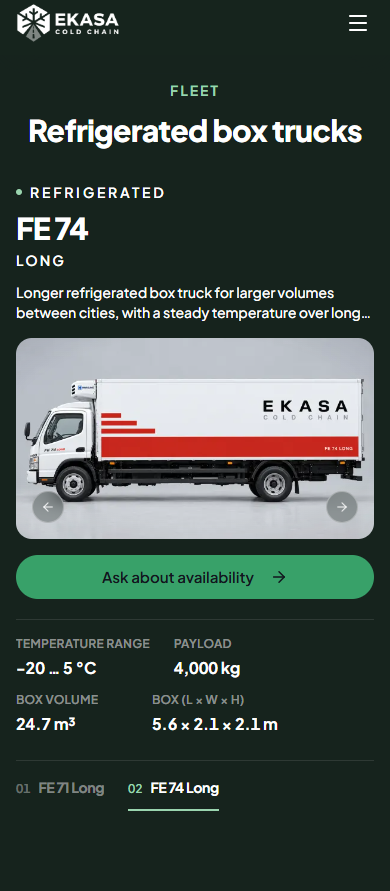 EKASA
COLD CHAIN
FLEET
Refrigerated box trucks
REFRIGERATED
FE 74
LONG
Longer refrigerated box truck for larger volumes
between cities, with a steady temperature over long…
EKASA
COLD CHAIN
FE 74 LONG
Ask about availability →
TEMPERATURE RANGE PAYLOAD
−20 … 5 °C 4,000 kg
BOX VOLUME BOX (L × W × H)
24.7 m³ 5.6 × 2.1 × 2.1 m
01 FE 71 Long 02 FE 74 Long